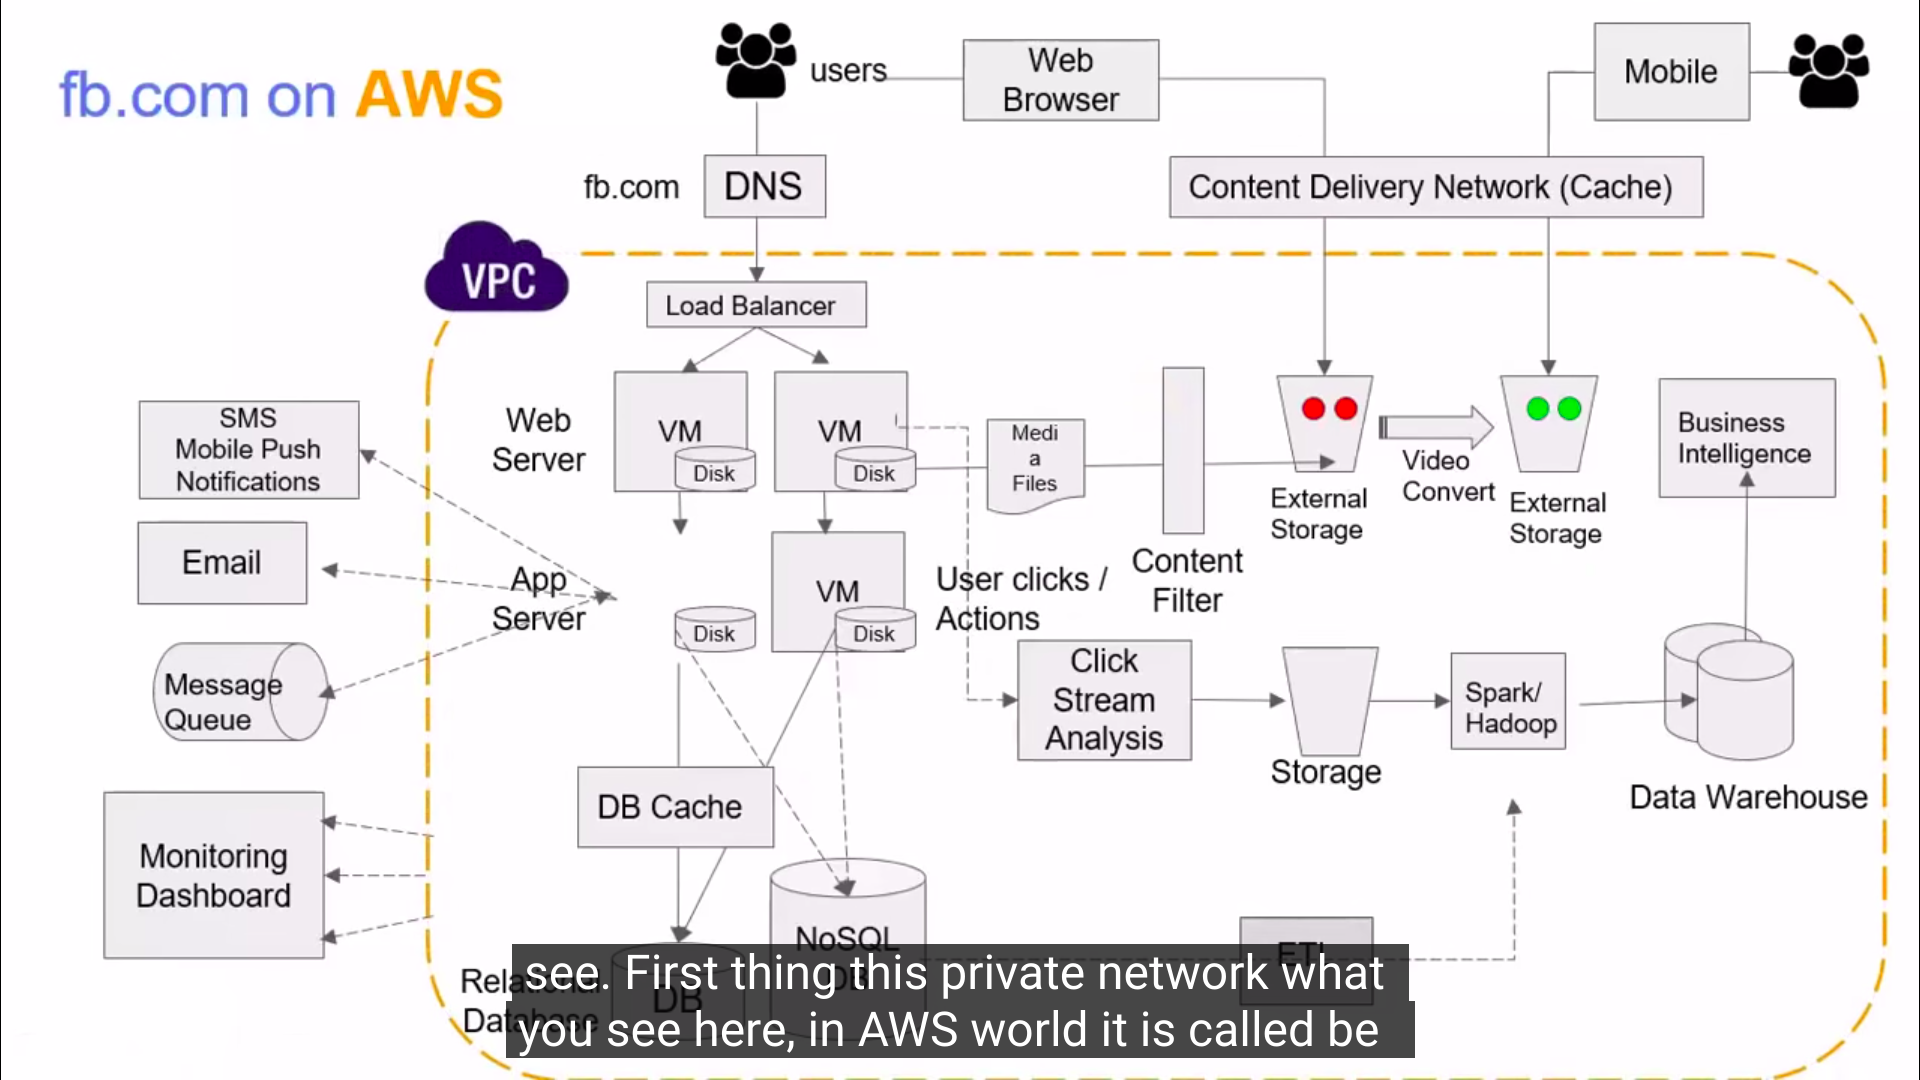 fb.com on AWS
users
Web
Browser
Mobile
fb.com
DNS
Content Delivery Network (Cache)
VPC
Load Balancer
Web
Server
VM
Disk
VM
Disk
Medi
a
Files
Content
Filter
External
Storage
Video
Convert
External
Storage
Business
Intelligence
SMS
Mobile Push
Notifications
Email
Message
Queue
Monitoring
Dashboard
App
Server
Disk
VM
Disk
User clicks /
Actions
Click
Stream
Analysis
Storage
Spark/
Hadoop
Data Warehouse
DB Cache
NoSQL
DB
ETL
Relational
Database
DB
see. First thing this private network what
you see here, in AWS world it is called be